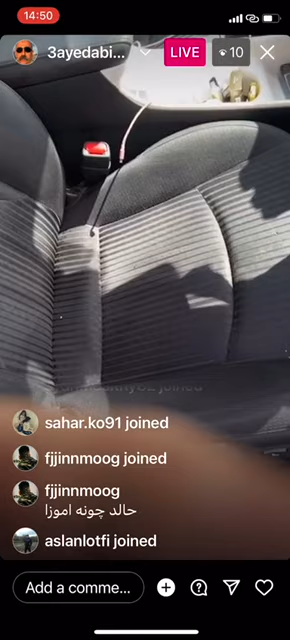 14:50
3ayedabi...
LIVE
10
sahar.ko91 joined
fjjinnmoog joined
fjjinnmoog
حالد چونه اموزا
aslanlotfi joined
Add a comme...